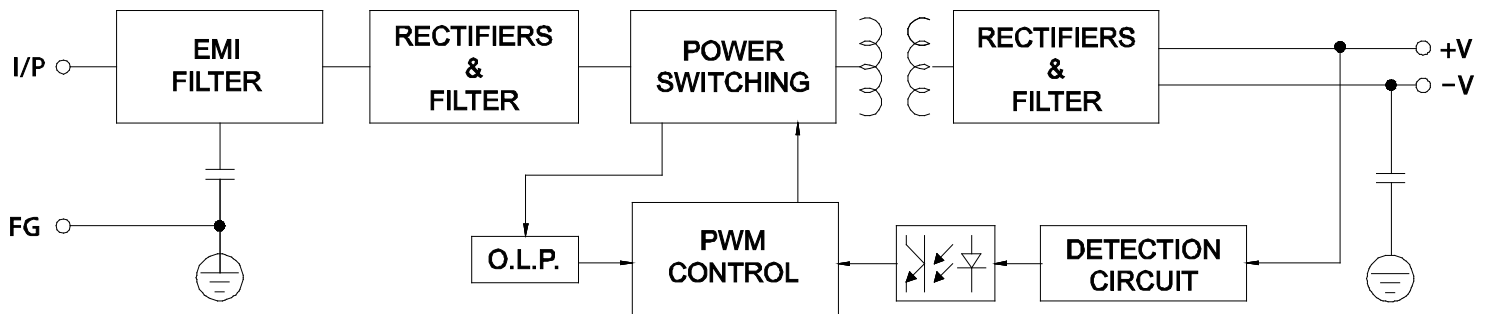 I/P
EMI
FILTER
RECTIFIERS
&
FILTER
POWER
SWITCHING
RECTIFIERS
&
FILTER
+V
−V
FG
O.L.P.
PWM
CONTROL
DETECTION
CIRCUIT